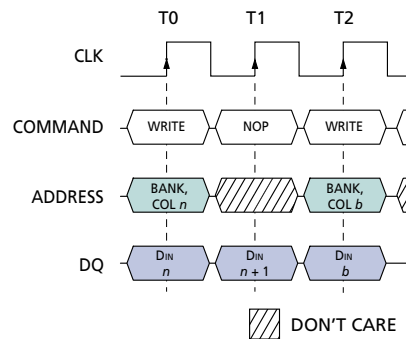 T0 T1 T2
CLK
COMMAND WRITE NOP WRITE
ADDRESS BANK, COL n BANK, COL b
DQ DIN n DIN n + 1 DIN b
DON'T CARE